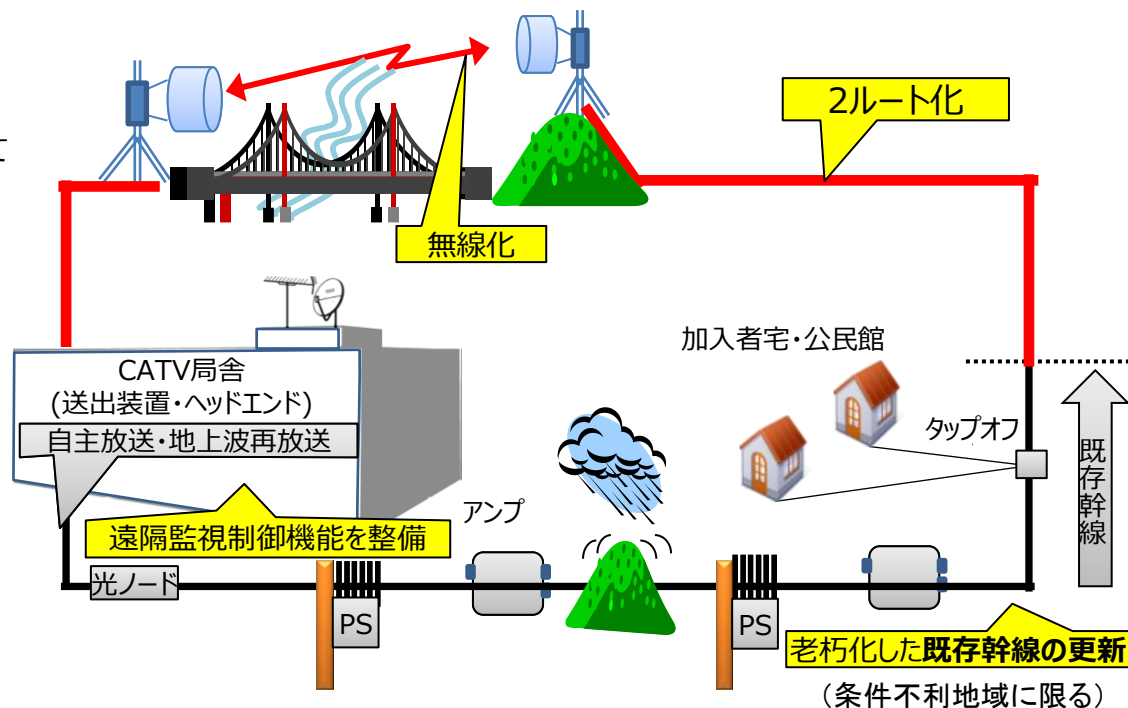 2ルート化
無線化
加入者宅・公民館
CATV局舎
(送出装置・ヘッドエンド)
自主放送・地上波再放送
タップオフ
既存幹線
アンプ
遠隔監視制御機能を整備
光ノード
PS
PS
老朽化した既存幹線の更新
（条件不利地域に限る）